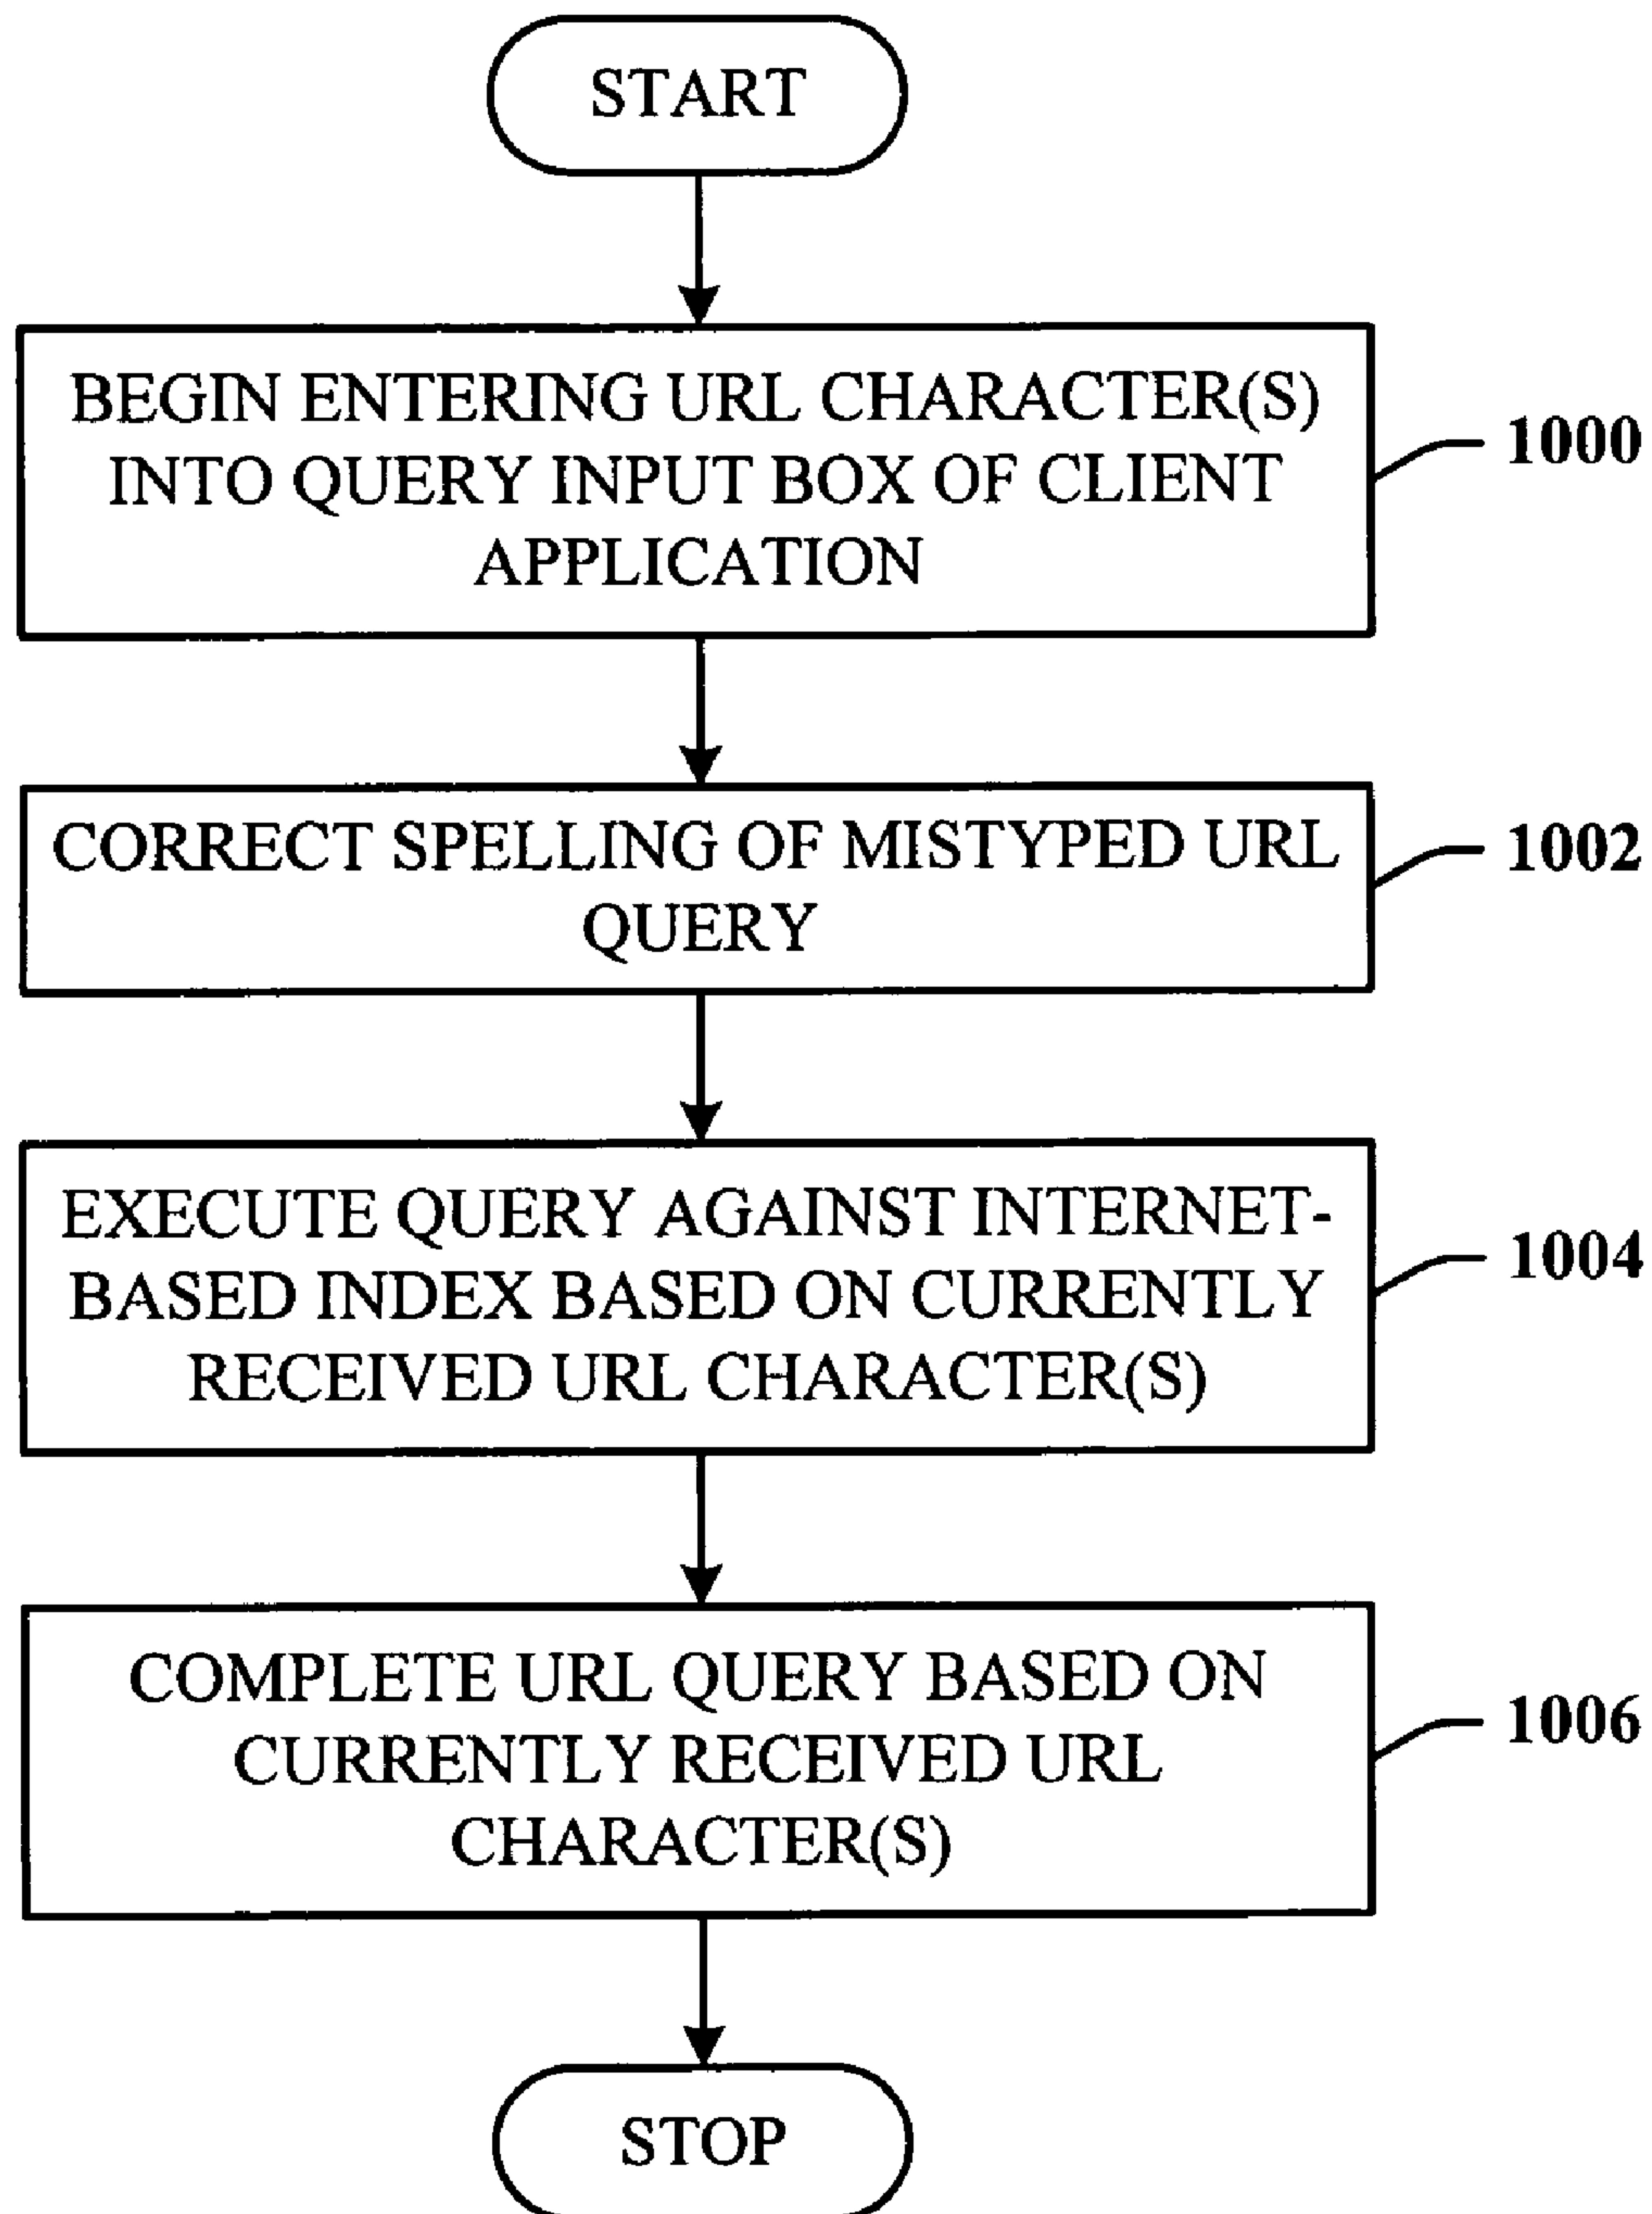 START
BEGIN ENTERING URL CHARACTER(S)
INTO QUERY INPUT BOX OF CLIENT
APPLICATION
1000
CORRECT SPELLING OF MISTYPED URL
QUERY
1002
EXECUTE QUERY AGAINST INTERNET-
BASED INDEX BASED ON CURRENTLY
RECEIVED URL CHARACTER(S)
1004
COMPLETE URL QUERY BASED ON
CURRENTLY RECEIVED URL
CHARACTER(S)
1006
STOP